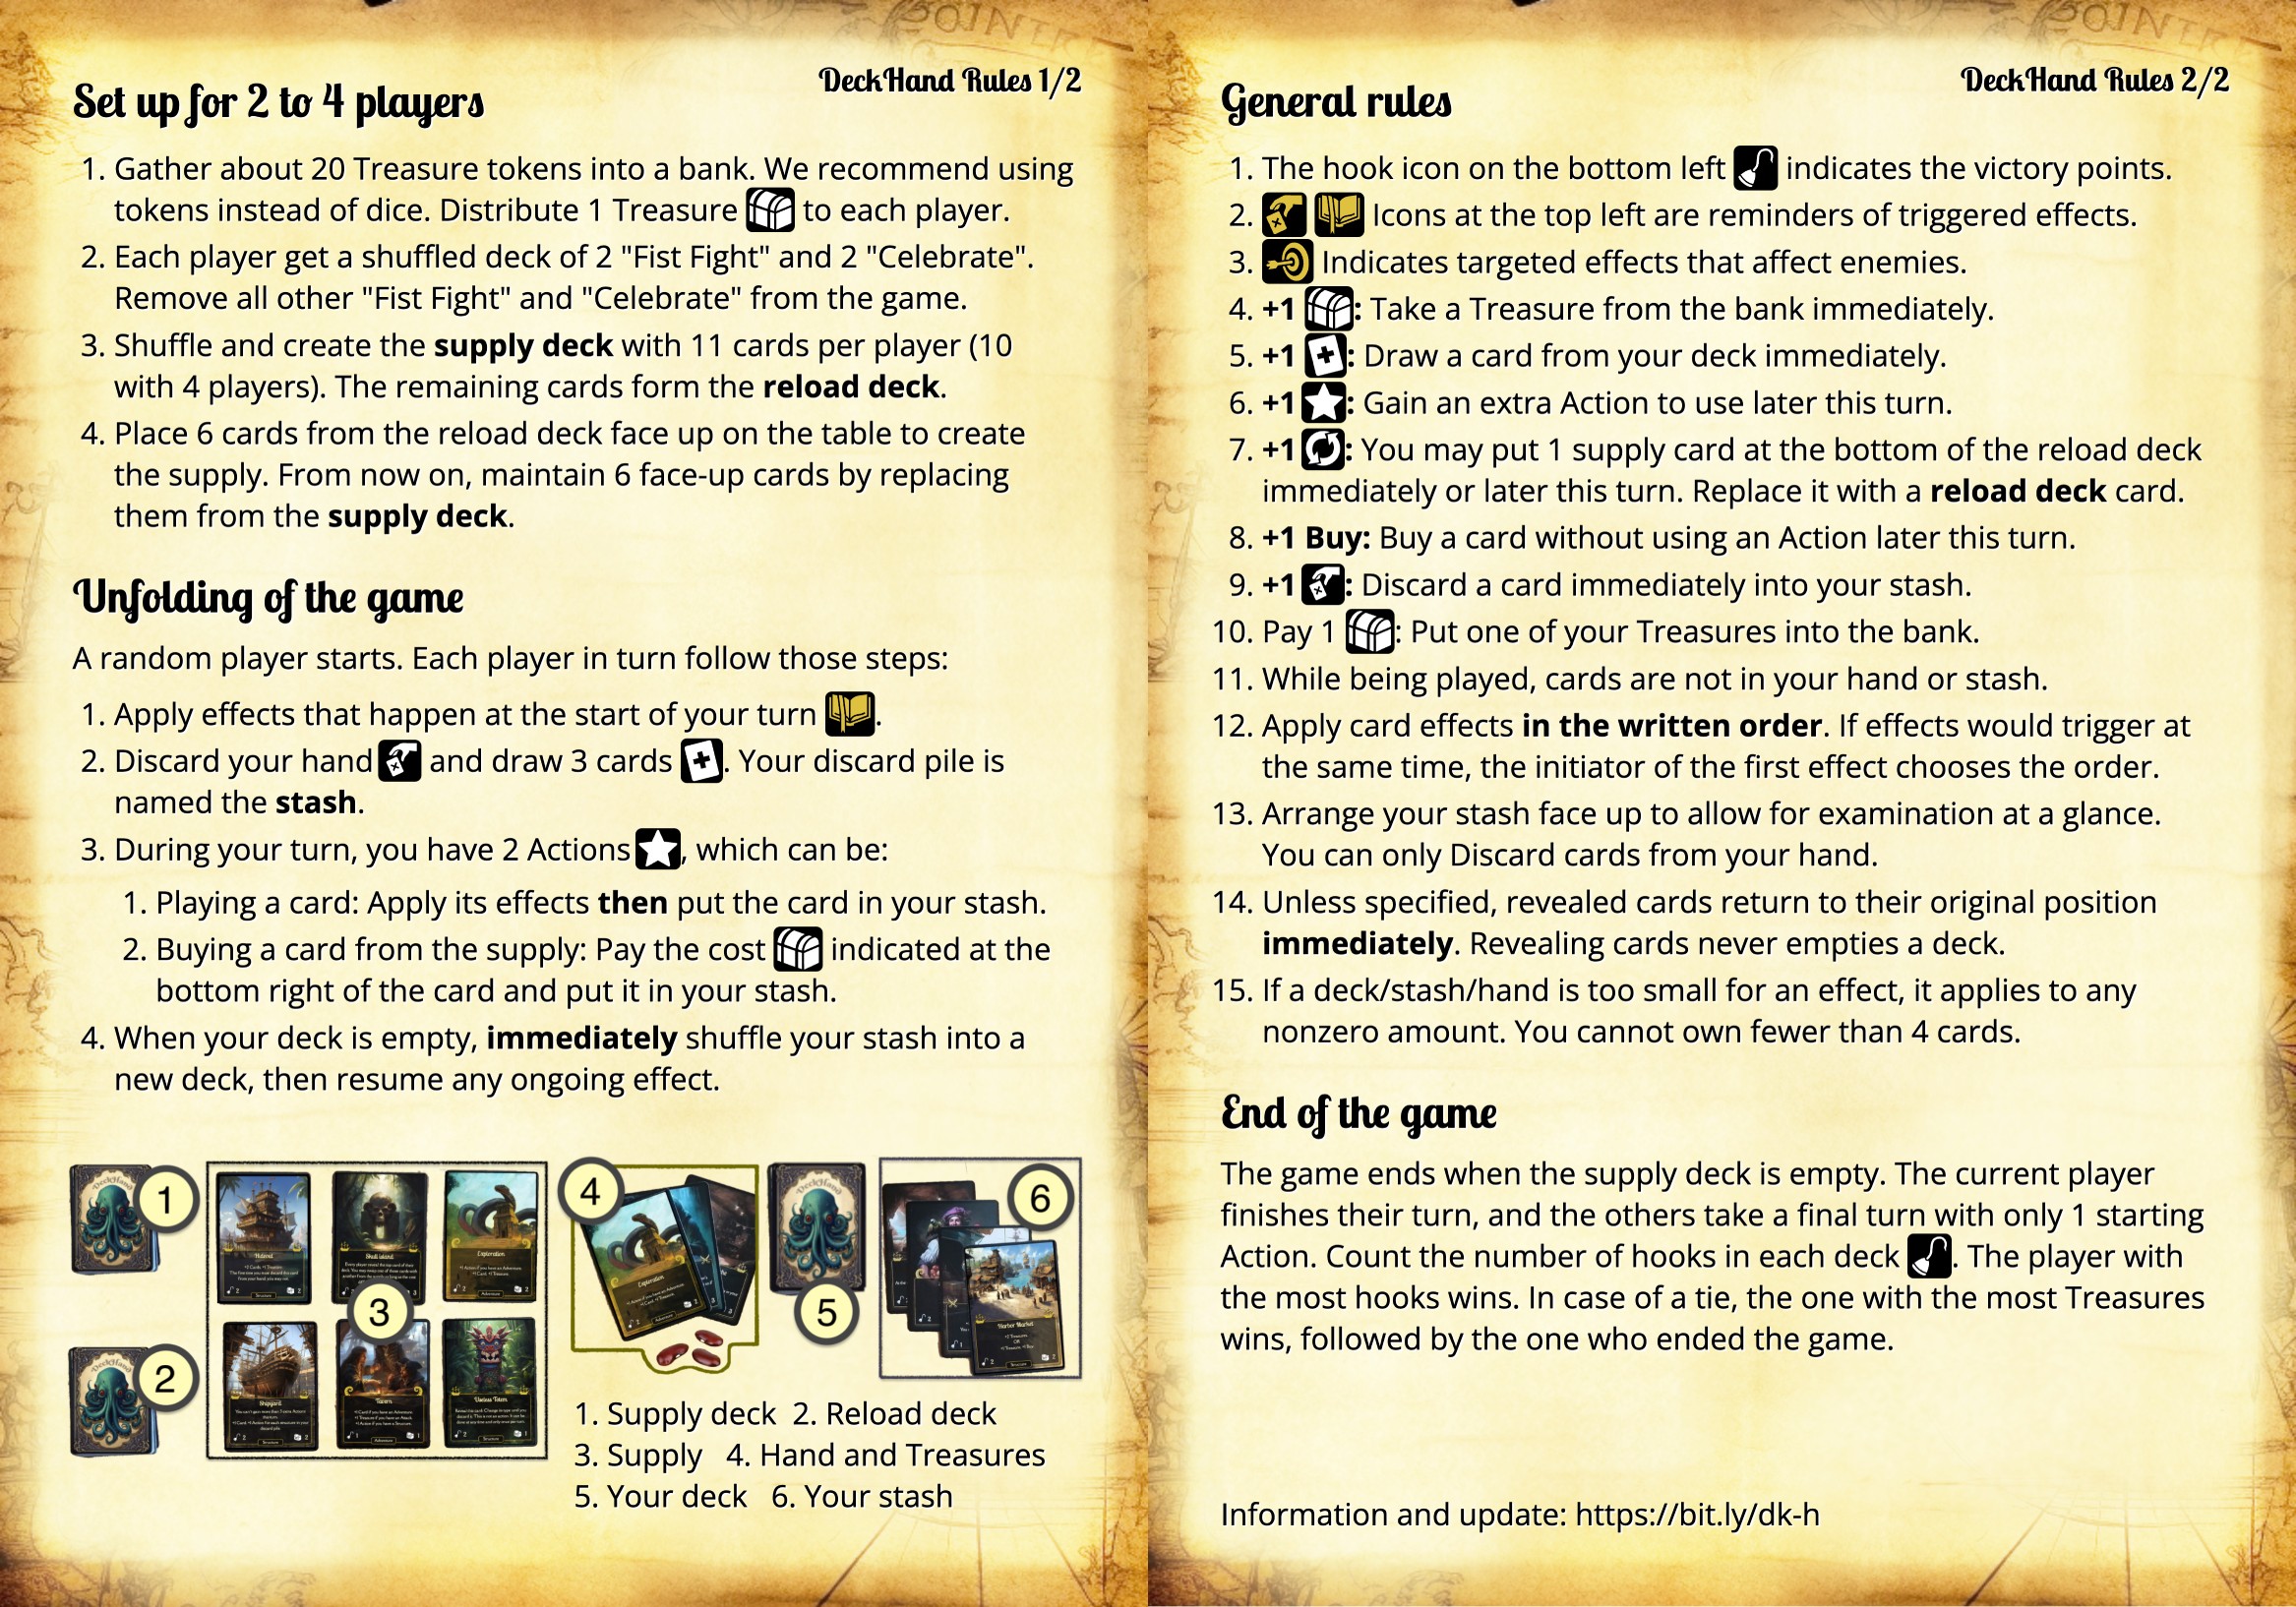 DeckHand Rules 1/2
Set up for 2 to 4 players
1. Gather about 20 Treasure tokens into a bank. We recommend using
tokens instead of dice. Distribute 1 Treasure to each player.
2. Each player get a shuffled deck of 2 "Fist Fight" and 2 "Celebrate".
Remove all other "Fist Fight" and "Celebrate" from the game.
3. Shuffle and create the supply deck with 11 cards per player (10
with 4 players). The remaining cards form the reload deck.
4. Place 6 cards from the reload deck face up on the table to create
the supply. From now on, maintain 6 face-up cards by replacing
them from the supply deck.
Unfolding of the game
A random player starts. Each player in turn follow those steps:
1. Apply effects that happen at the start of your turn .
2. Discard your hand and draw 3 cards . Your discard pile is
named the stash.
3. During your turn, you have 2 Actions , which can be:
1. Playing a card: Apply its effects then put the card in your stash.
2. Buying a card from the supply: Pay the cost indicated at the
bottom right of the card and put it in your stash.
4. When your deck is empty, immediately shuffle your stash into a
new deck, then resume any ongoing effect.
DeckHand
1
DeckHand
2
Skull Island
Exploration
Adventure
3
Shipyard
Structure
Tavern
Adventure
Structure
4
Exploration
Adventure
DeckHand
5
6
Harbor Market
Structure
1. Supply deck 2. Reload deck
3. Supply 4. Hand and Treasures
5. Your deck 6. Your stash
DeckHand Rules 2/2
General rules
1. The hook icon on the bottom left indicates the victory points.
2. Icons at the top left are reminders of triggered effects.
3. Indicates targeted effects that affect enemies.
4. +1 : Take a Treasure from the bank immediately.
5. +1 : Draw a card from your deck immediately.
6. +1 : Gain an extra Action to use later this turn.
7. +1 : You may put 1 supply card at the bottom of the reload deck
immediately or later this turn. Replace it with a reload deck card.
8. +1 Buy: Buy a card without using an Action later this turn.
9. +1 : Discard a card immediately into your stash.
10. Pay 1 : Put one of your Treasures into the bank.
11. While being played, cards are not in your hand or stash.
12. Apply card effects in the written order. If effects would trigger at
the same time, the initiator of the first effect chooses the order.
13. Arrange your stash face up to allow for examination at a glance.
You can only Discard cards from your hand.
14. Unless specified, revealed cards return to their original position
immediately. Revealing cards never empties a deck.
15. If a deck/stash/hand is too small for an effect, it applies to any
nonzero amount. You cannot own fewer than 4 cards.
End of the game
The game ends when the supply deck is empty. The current player
finishes their turn, and the others take a final turn with only 1 starting
Action. Count the number of hooks in each deck . The player with
the most hooks wins. In case of a tie, the one with the most Treasures
wins, followed by the one who ended the game.
Information and update: https://bit.ly/dk-h